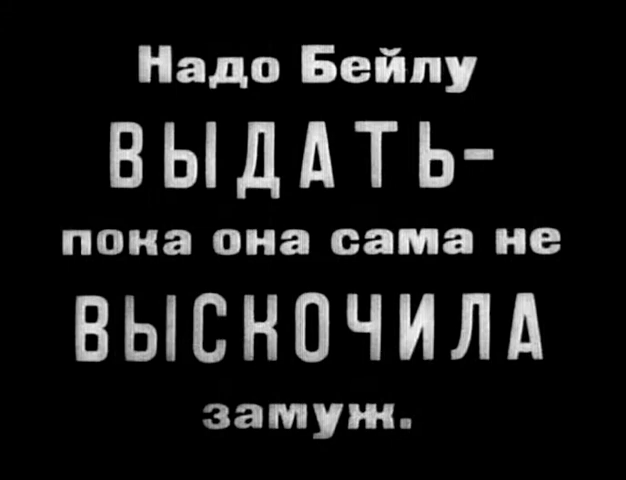 Надо Бейлу
ВЫДАТЬ-
пока она сама не
ВЫСКОЧИЛА
замуж.